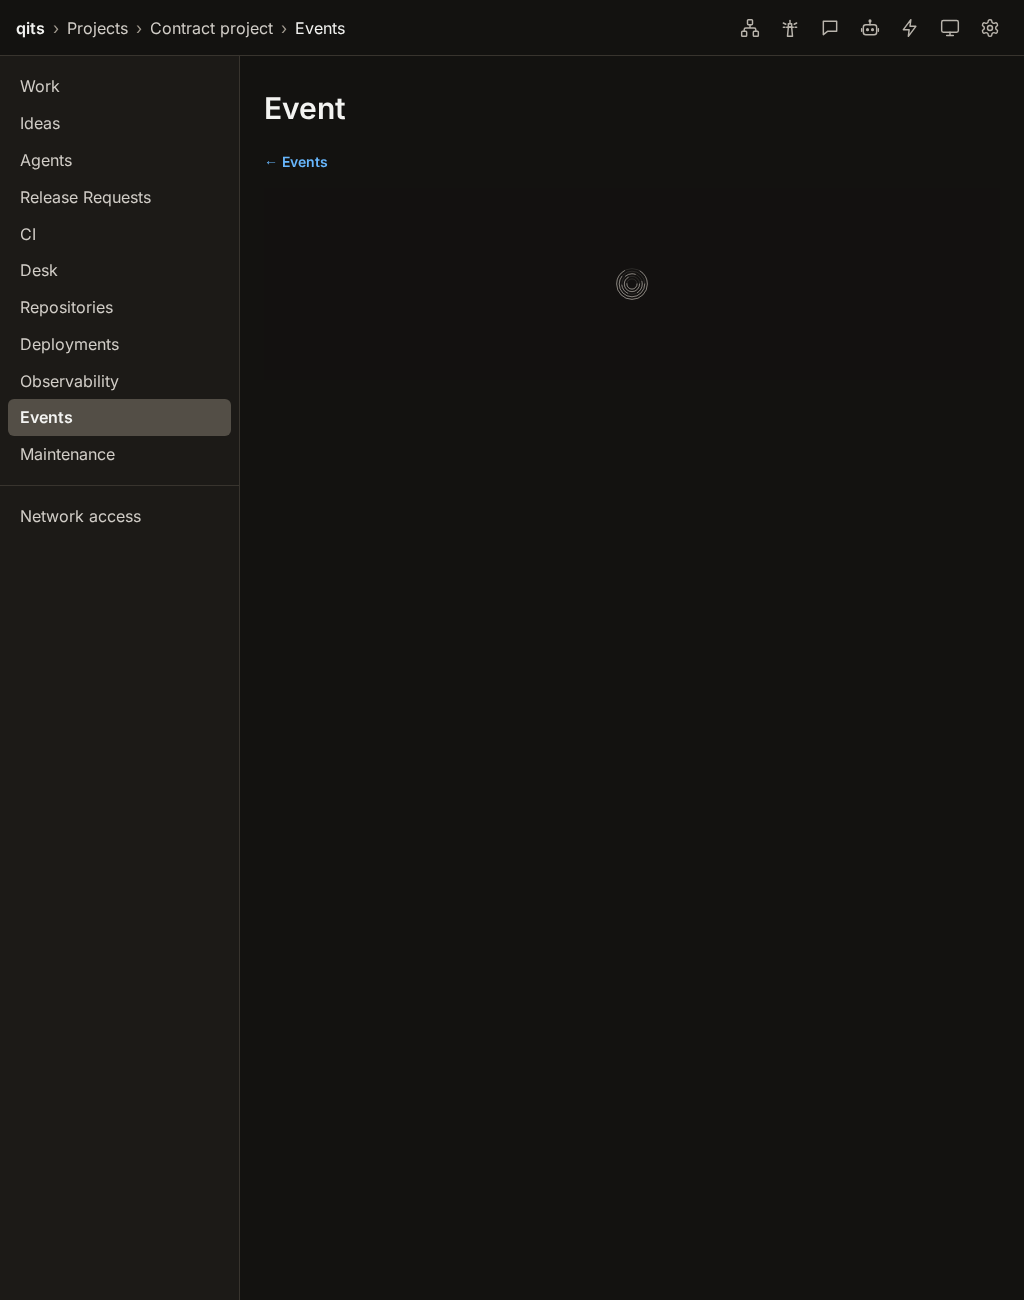 qits › Projects › Contract project › Events
Work
Ideas
Agents
Release Requests
CI
Desk
Repositories
Deployments
Observability
Events
Maintenance
Network access
Event
← Events